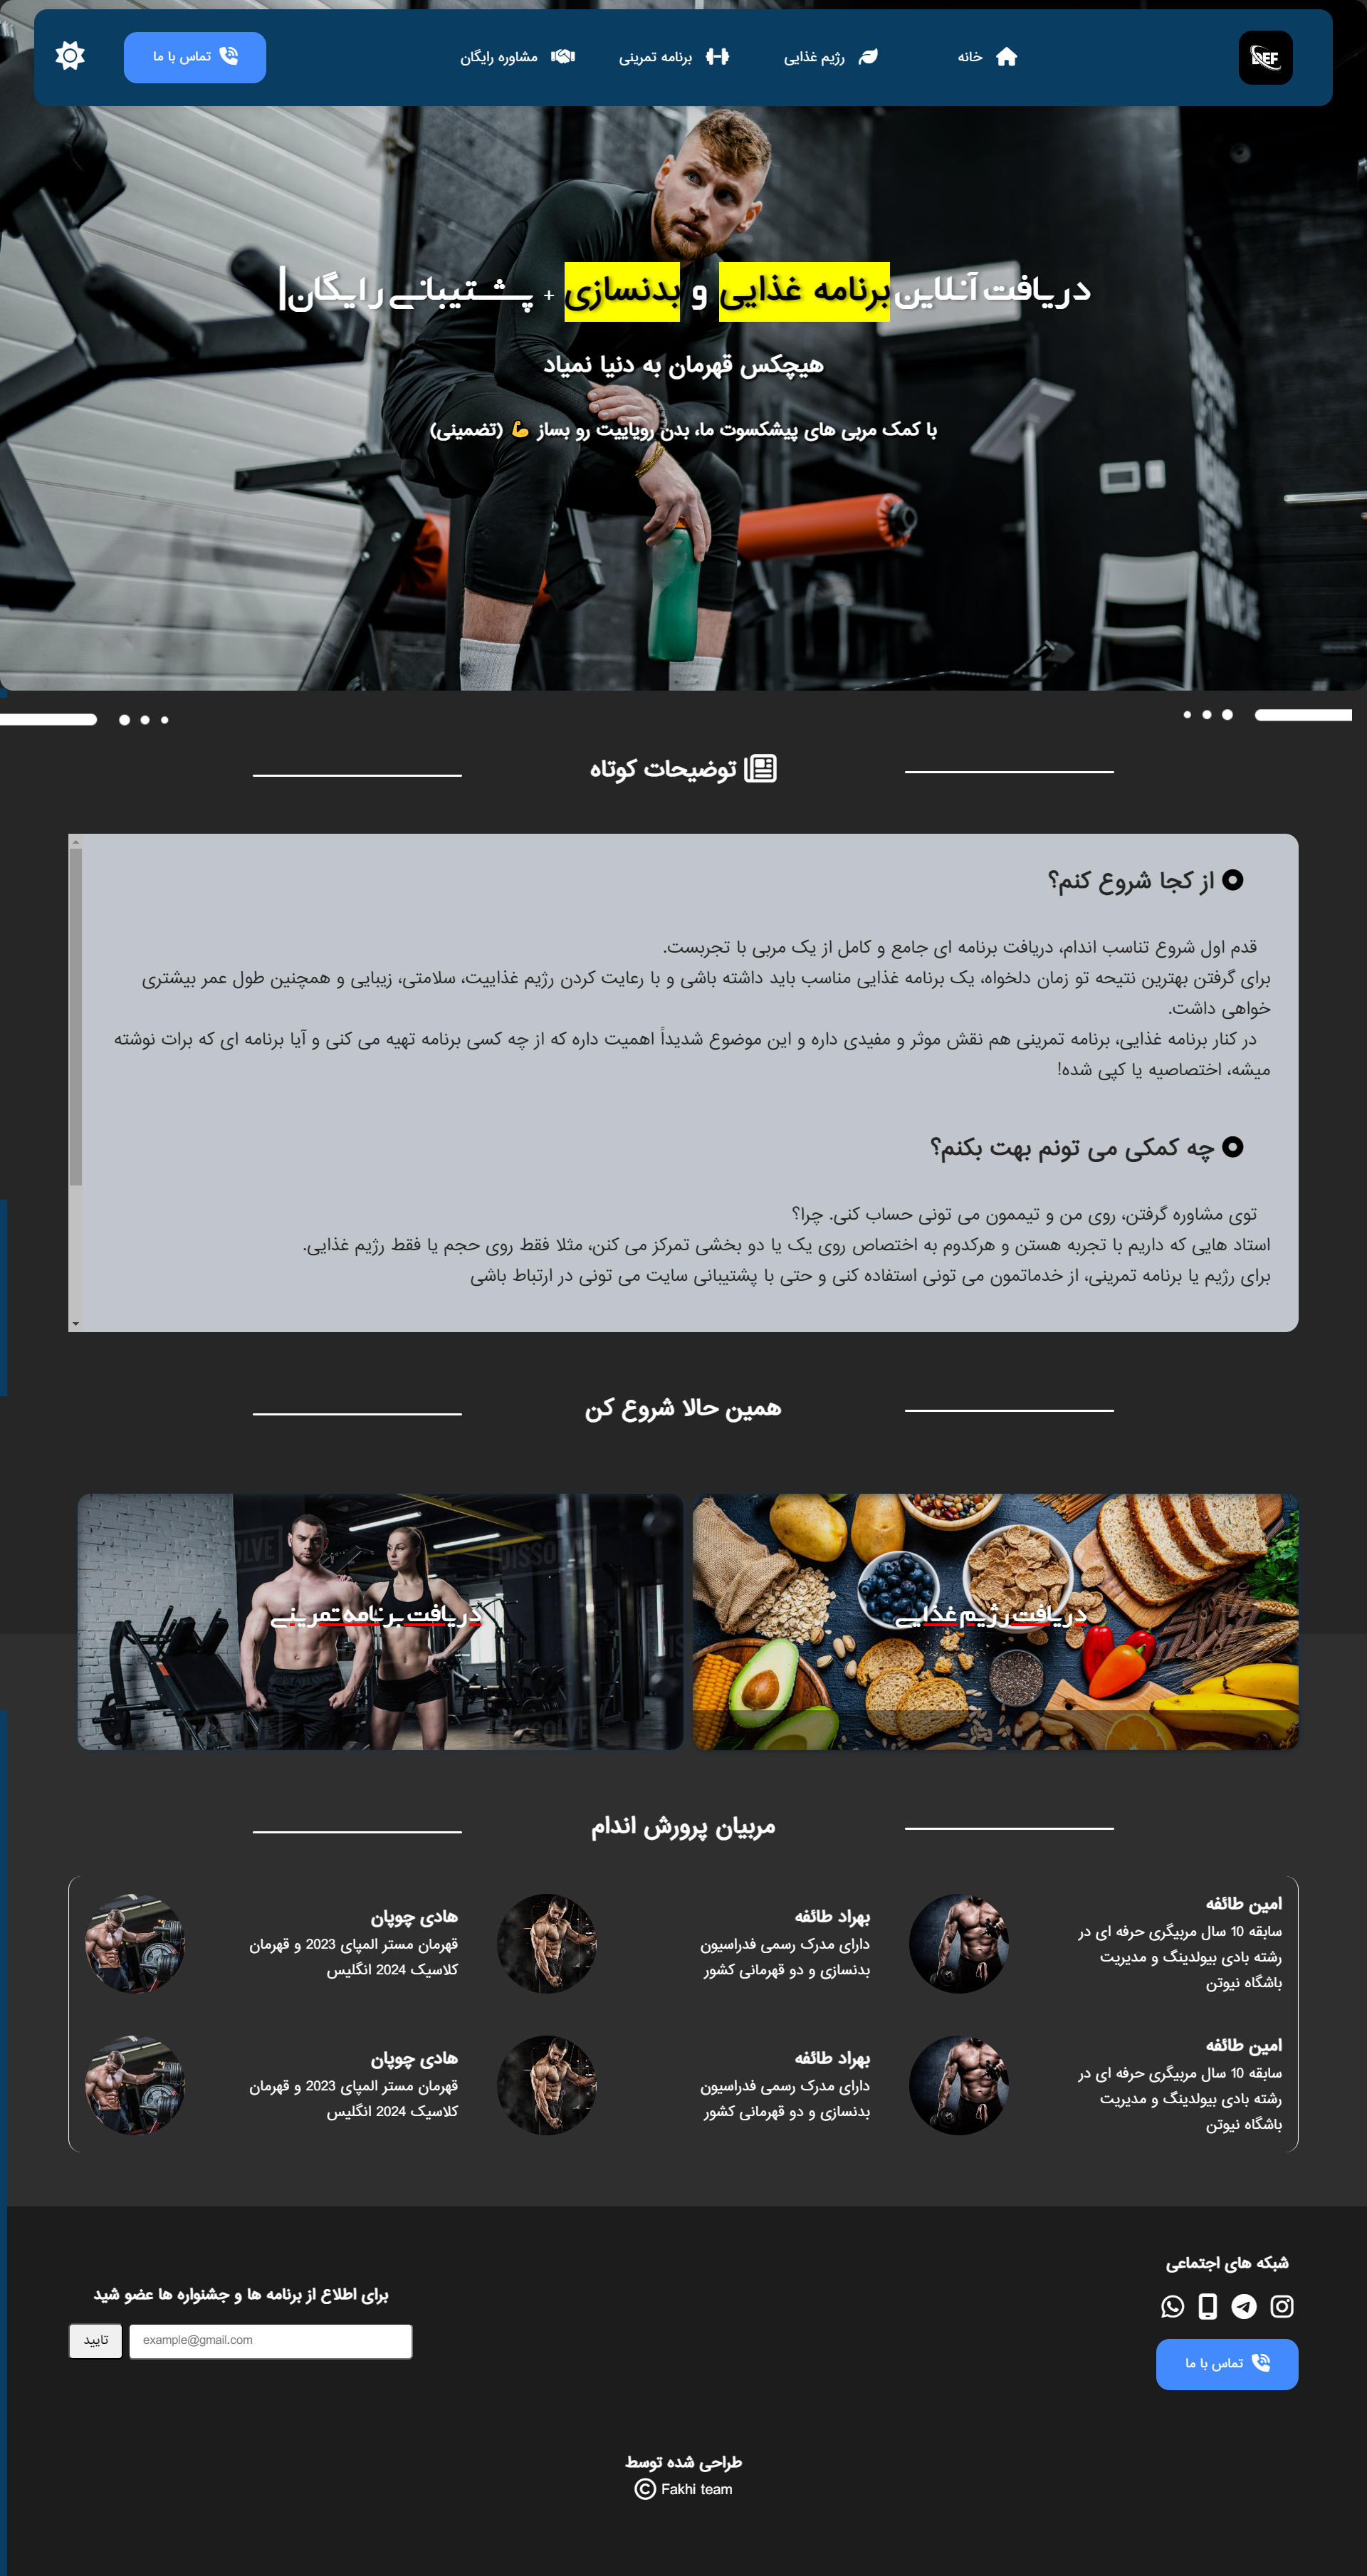 DEF
خانه
رژیم غذایی
برنامه تمرینی
مشاوره رایگان
تماس با ما
دریافت آنلاین برنامه غذایی و بدنسازی + پشتیبانی رایگان|
هیچکس قهرمان به دنیا نمیاد
با کمک مربی های پیشکسوت ما، بدن رویاییت رو بساز 💪 (تضمینی)
توضیحات کوتاه
از کجا شروع کنم؟
قدم اول شروع تناسب اندام، دریافت برنامه ای جامع و کامل از یک مربی با تجربست.
برای گرفتن بهترین نتیجه تو زمان دلخواه، یک برنامه غذایی مناسب باید داشته باشی و با رعایت کردن رژیم غذاییت، سلامتی، زیبایی و همچنین طول عمر بیشتری
خواهی داشت.
در کنار برنامه غذایی، برنامه تمرینی هم نقش موثر و مفیدی داره و این موضوع شدیداً اهمیت داره که از چه کسی برنامه تهیه می کنی و آیا برنامه ای که برات نوشته
میشه، اختصاصیه یا کپی شده!
چه کمکی می تونم بهت بکنم؟
توی مشاوره گرفتن، روی من و تیممون می تونی حساب کنی. چرا؟
استاد هایی که داریم با تجربه هستن و هرکدوم به اختصاص روی یک یا دو بخشی تمرکز می کنن، مثلا فقط روی حجم یا فقط رژیم غذایی.
برای رژیم یا برنامه تمرینی، از خدماتمون می تونی استفاده کنی و حتی با پشتیبانی سایت می تونی در ارتباط باشی
همین حالا شروع کن
دریافت رژیم غذایی
دریافت برنامه تمرینی
DISSOLVE
مربیان پرورش اندام
امین طائفه
سابقه 10 سال مربیگری حرفه ای در
رشته بادی بیولدینگ و مدیریت
باشگاه نیوتن
بهراد طائفه
دارای مدرک رسمی فدراسیون
بدنسازی و دو قهرمانی کشور
هادی چوپان
قهرمان مستر المپای 2023 و قهرمان
کلاسیک 2024 انگلیس
امین طائفه
سابقه 10 سال مربیگری حرفه ای در
رشته بادی بیولدینگ و مدیریت
باشگاه نیوتن
بهراد طائفه
دارای مدرک رسمی فدراسیون
بدنسازی و دو قهرمانی کشور
هادی چوپان
قهرمان مستر المپای 2023 و قهرمان
کلاسیک 2024 انگلیس
شبکه های اجتماعی
تماس با ما
برای اطلاع از برنامه ها و جشنواره ها عضو شید
example@gmail.com
تایید
طراحی شده توسط
© Fakhi team